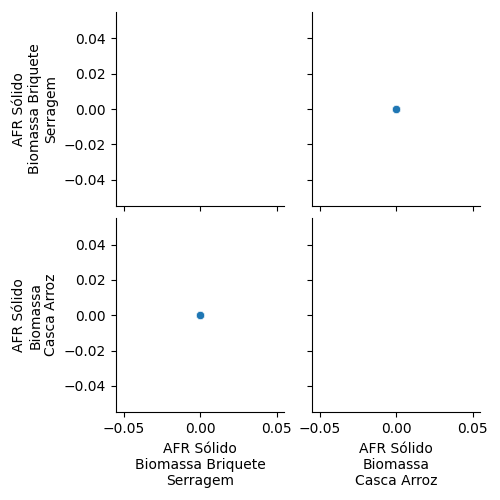 AFR Sólido
Biomassa Briquete
Serragem
0.04
0.02
0.00
−0.02
−0.04
AFR Sólido
Biomassa
Casca Arroz
0.04
0.02
0.00
−0.02
−0.04
−0.05 0.00 0.05
−0.05 0.00 0.05
AFR Sólido
Biomassa Briquete
Serragem
AFR Sólido
Biomassa
Casca Arroz